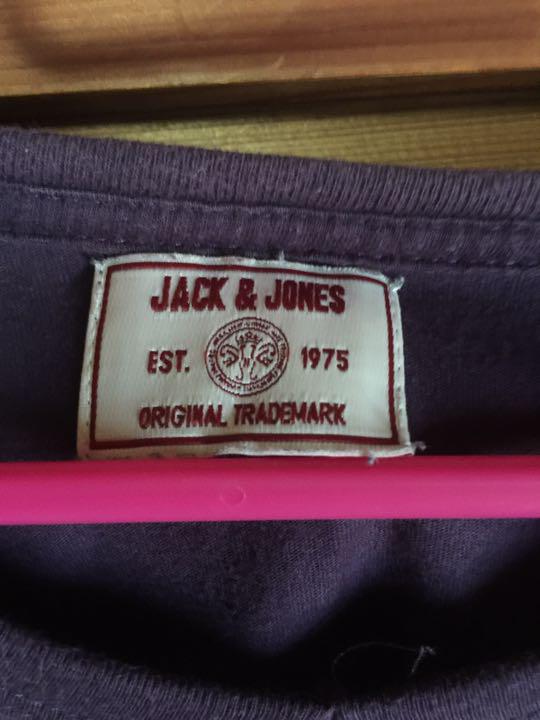 JACK & JONES
EST. 1975
ORIGINAL TRADEMARK